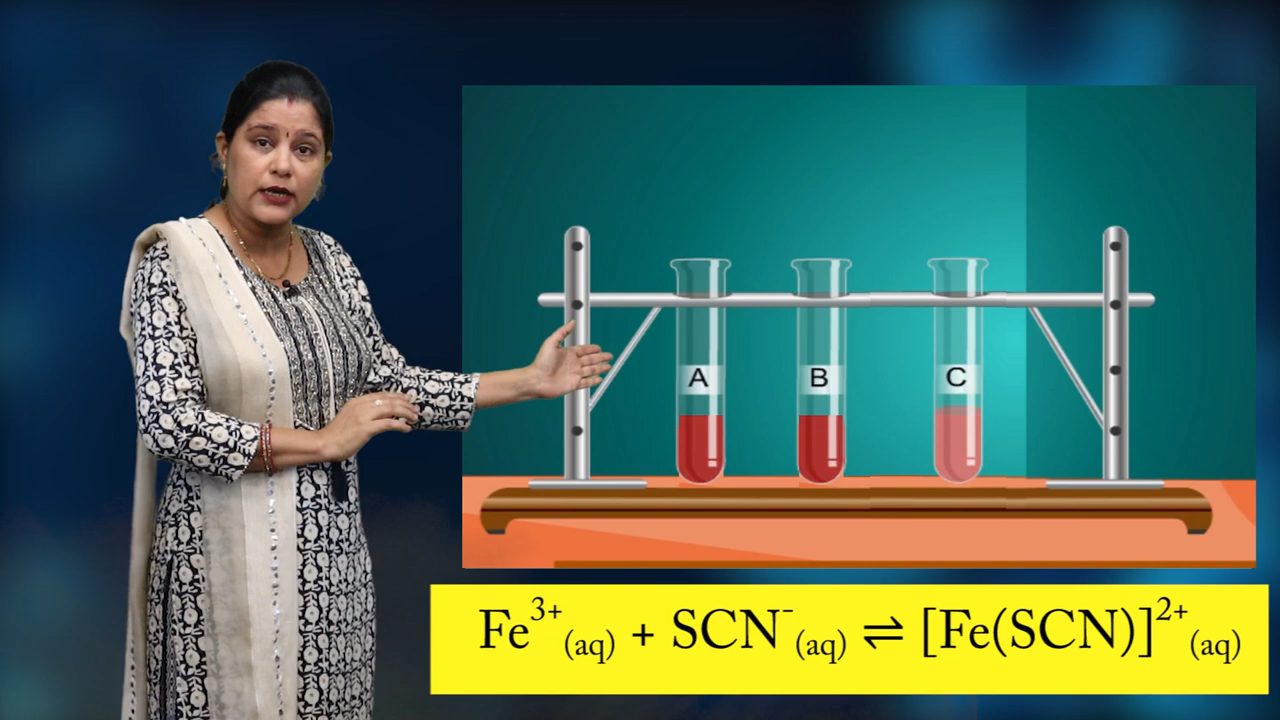 A B C
Fe³⁺(aq) + SCN⁻(aq) ⇌ [Fe(SCN)]²⁺(aq)